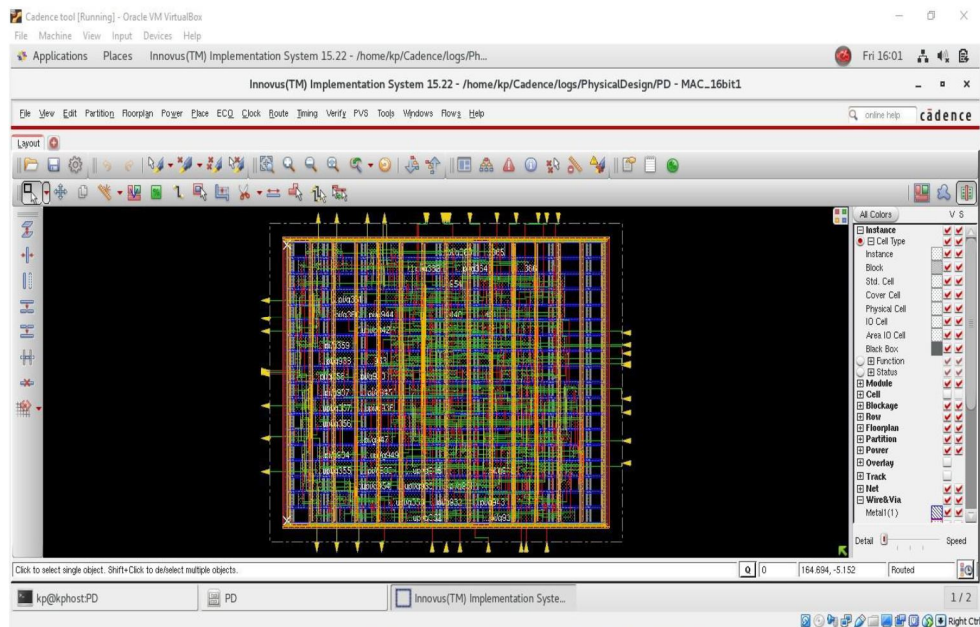 Cadence tool [Running] - Oracle VM VirtualBox
File Machine View Input Devices Help
Applications Places Innovus(TM) Implementation System 15.22 - /home/kp/Cadence/logs/Ph... Fri 16:01
Innovus(TM) Implementation System 15.22 - /home/kp/Cadence/logs/PhysicalDesign/PD - MAC_16bit1
File View Edit Partition Floorplan Power Place ECO Clock Route Timing Verify PVS Tools Windows Flows Help online help cādence
Layout
All Colors V S
Instance
Cell Type
Instance
Block
Std. Cell
Cover Cell
Physical Cell
IO Cell
Area IO Cell
Black Box
Function
Status
Module
Cell
Blockage
Row
Floorplan
Partition
Power
Overlay
Track
Net
Wire&Via
Metal1(1)
Detail Speed
Click to select single object. Shift+Click to de/select multiple objects. Q 0 164.694, -5.152 Routed
kp@kphost:PD PD Innovus(TM) Implementation Syste... 1 / 2
Right Ctrl